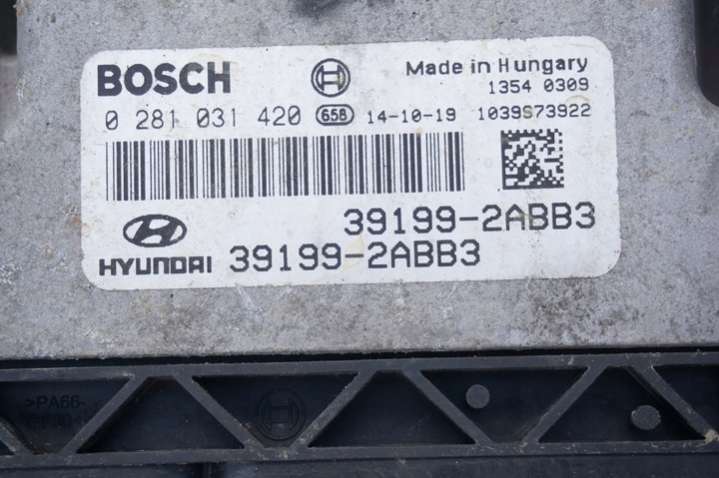 BOSCH
Made in Hungary
1354 0309
0 281 031 420 658 14-10-19 1039S73922
39199-2ABB3
HYUNDAI 39199-2ABB3
>PA66-